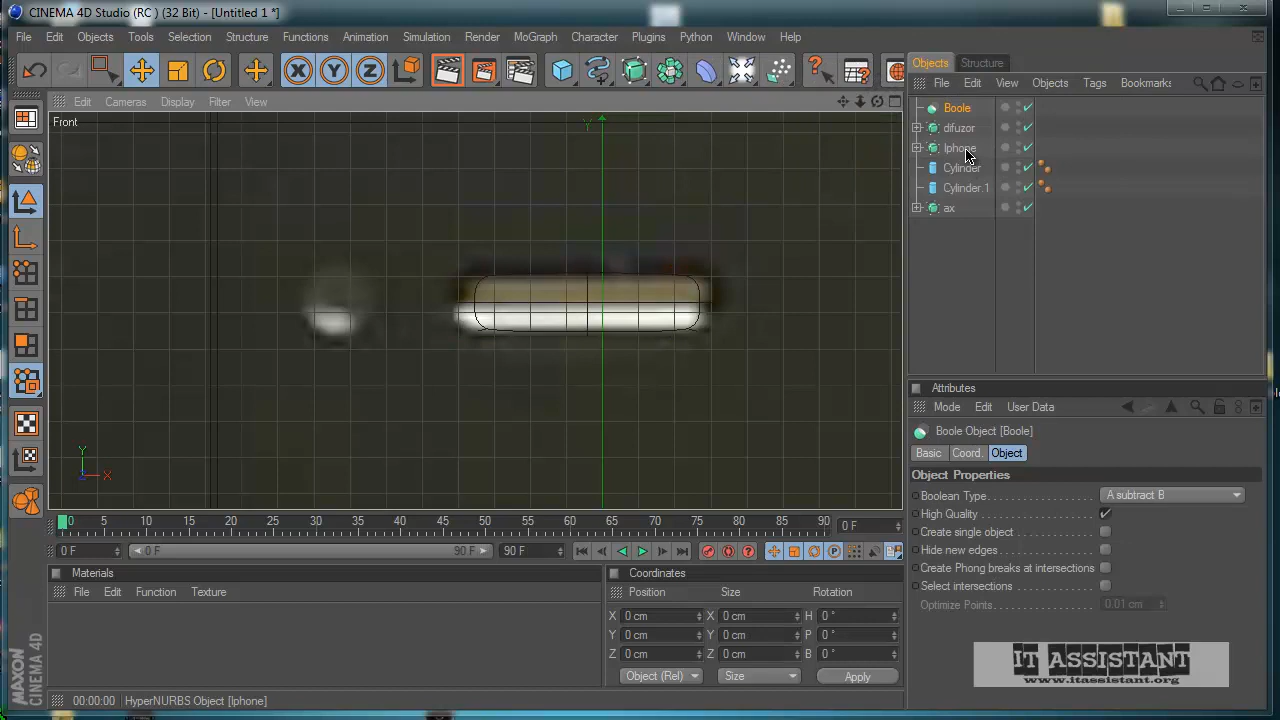 CINEMA 4D Studio (RC ) (32 Bit) - [Untitled 1 *]
File Edit Objects Tools Selection Render Structure Functions Animation Simulation Render MoGraph Character Plugins Python Window Help
Objects Structure
File Edit View Objects Tags Bookmarks
Edit Cameras Display Filter View
Front
Y
Boole
difuzor
Iphone
Cylinder
Cylinder.1
ax
Attributes
Mode Edit User Data
Boole Object [Boole]
Basic Coord. Object
Object Properties
Boolean Type A subtract B
High Quality
Create single object
Hide new edges
Create Phong breaks at intersections
Select intersections
Optimize Points 0.01 cm
Y
X
0 5 10 15 20 25 30 35 40 45 50 55 60 65 70 75 80 85 90 0 F
0 F 0 F 90 F 90 F
Materials
File Edit Function Texture
Coordinates
Position Size Rotation
X 0 cm X 0 cm H 0 °
Y 0 cm Y 0 cm P 0 °
Z 0 cm Z 0 cm B 0 °
Object (Rel) Size Apply
00:00:00 HyperNURBS Object [Iphone]
MAXON
CINEMA 4D
IT ASSISTANT
www.itassistant.org